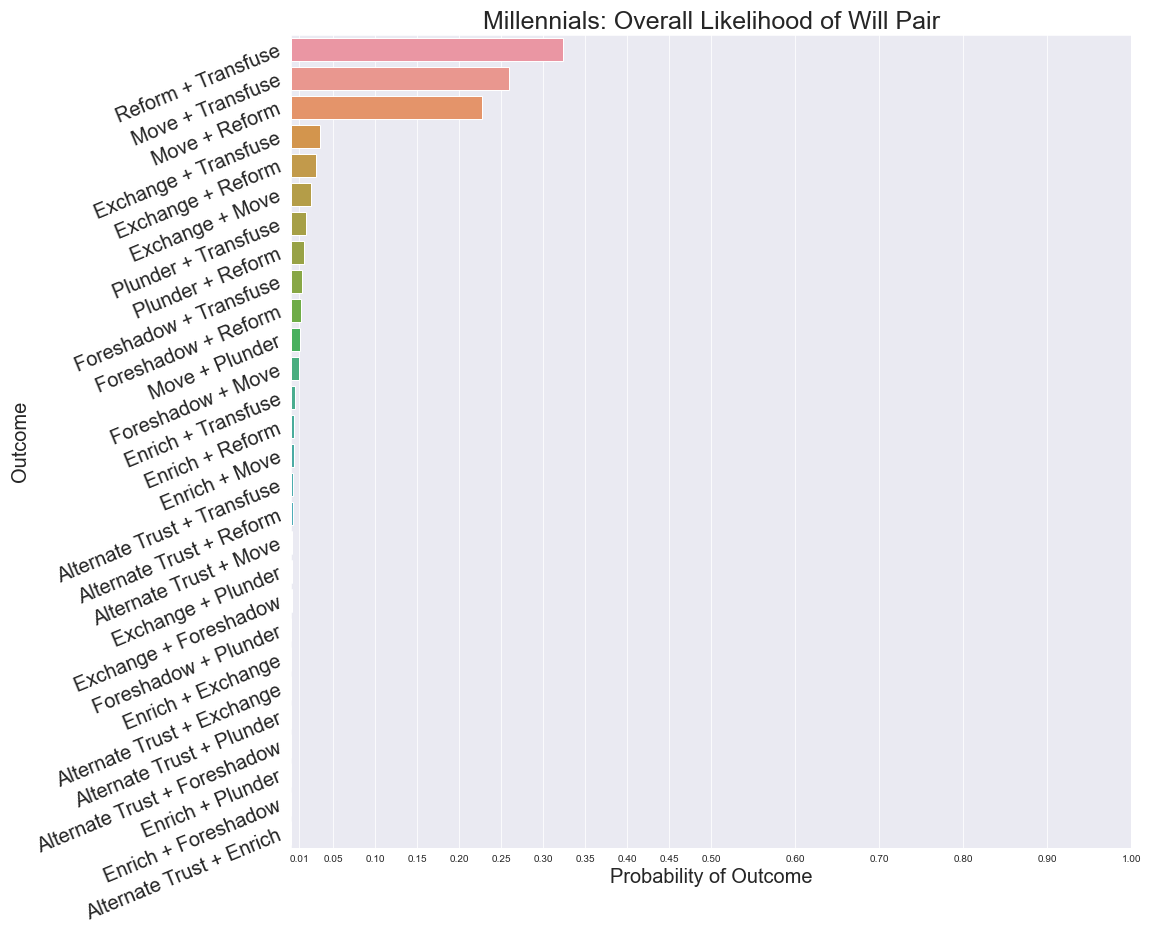 Millennials: Overall Likelihood of Will Pair
Outcome
Reform + Transfuse
Move + Transfuse
Move + Reform
Exchange + Transfuse
Exchange + Reform
Exchange + Move
Plunder + Transfuse
Plunder + Reform
Foreshadow + Transfuse
Foreshadow + Reform
Move + Plunder
Foreshadow + Move
Enrich + Transfuse
Enrich + Reform
Enrich + Move
Alternate Trust + Transfuse
Alternate Trust + Reform
Alternate Trust + Move
Exchange + Plunder
Exchange + Foreshadow
Foreshadow + Plunder
Enrich + Exchange
Alternate Trust + Exchange
Alternate Trust + Plunder
Alternate Trust + Foreshadow
Enrich + Plunder
Enrich + Foreshadow
Alternate Trust + Enrich
0.01 0.05 0.10 0.15 0.20 0.25 0.30 0.35 0.40 0.45 0.50 0.60 0.70 0.80 0.90 1.00
Probability of Outcome